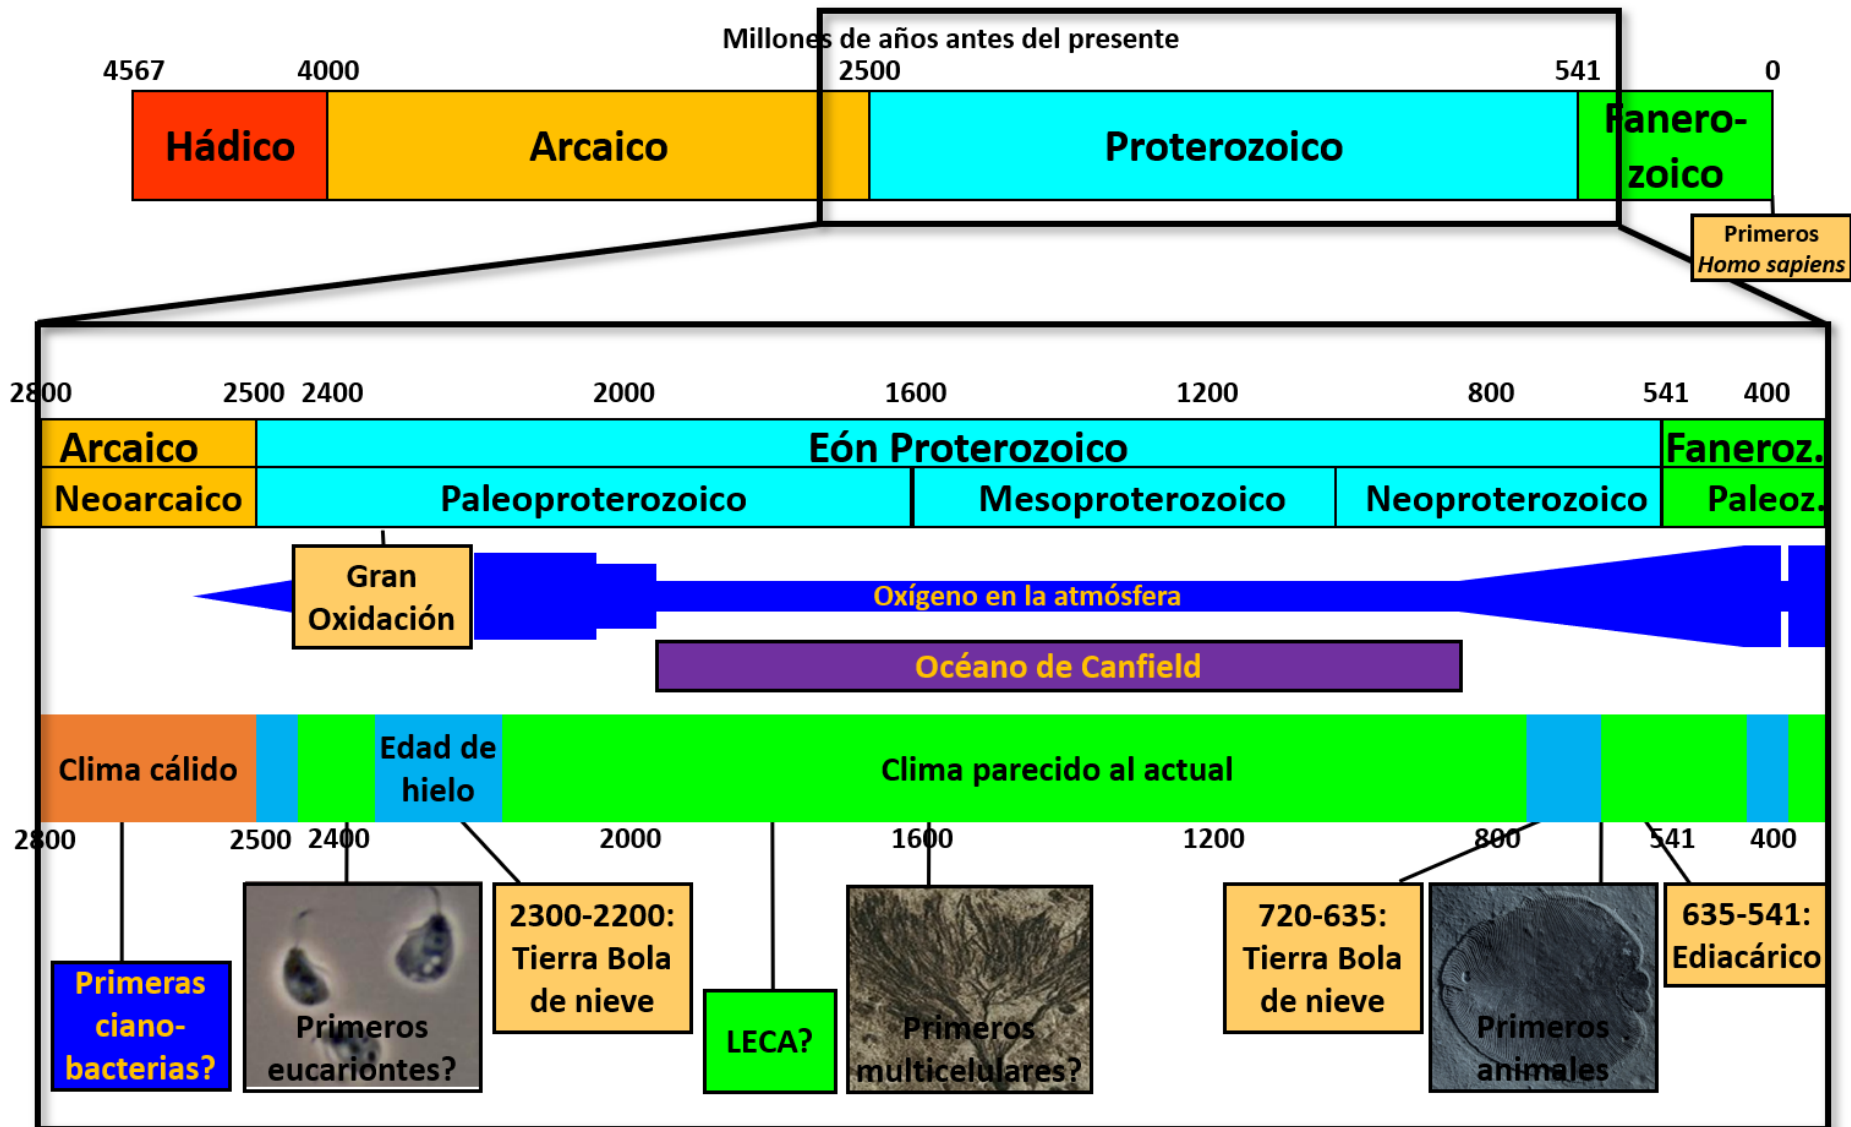 Millones de años antes del presente
4567 4000 2500 541 0
Hádico Arcaico Proterozoico Fanero-
zoico
Primeros
Homo sapiens
2800 2500 2400 2000 1600 1200 800 541 400
Arcaico Eón Proterozoico Faneroz.
Neoarcaico Paleoproterozoico Mesoproterozoico Neoproterozoico Paleoz.
Gran
Oxidación
Oxígeno en la atmósfera
Océano de Canfield
Clima cálido
Edad de
hielo
Clima parecido al actual
2800 2500 2400 2000 1600 1200 800 541 400
Primeras
ciano-
bacterias?
Primeros
eucariontes?
2300-2200:
Tierra Bola
de nieve
LECA?
Primeros
multicelulares?
720-635:
Tierra Bola
de nieve
Primeros
animales
635-541:
Ediacárico